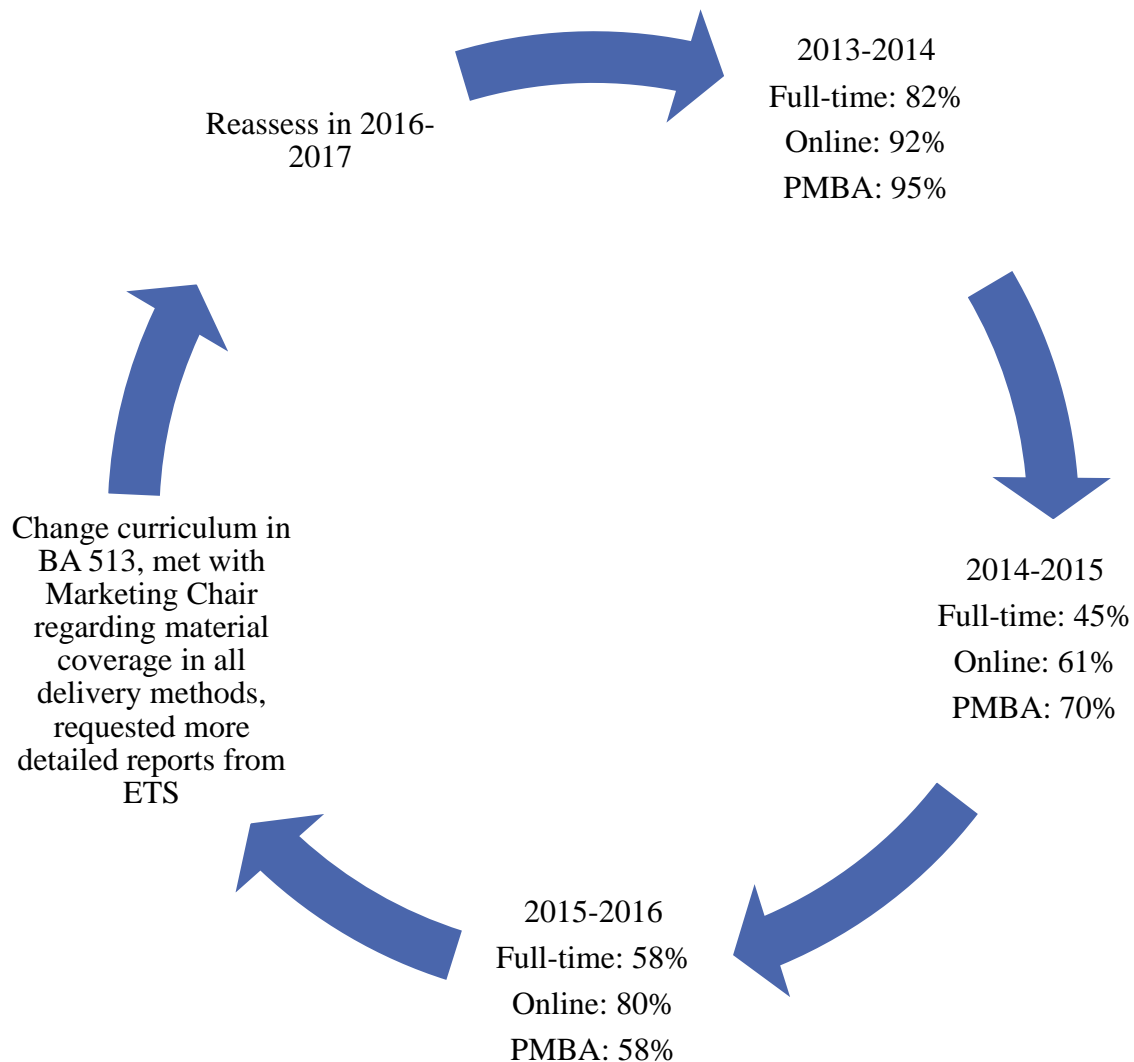 2013-2014
Full-time: 82%
Online: 92%
PMBA: 95%
2014-2015
Full-time: 45%
Online: 61%
PMBA: 70%
2015-2016
Full-time: 58%
Online: 80%
PMBA: 58%
Change curriculum in
BA 513, met with
Marketing Chair
regarding material
coverage in all
delivery methods,
requested more
detailed reports from
ETS
Reassess in 2016-
2017